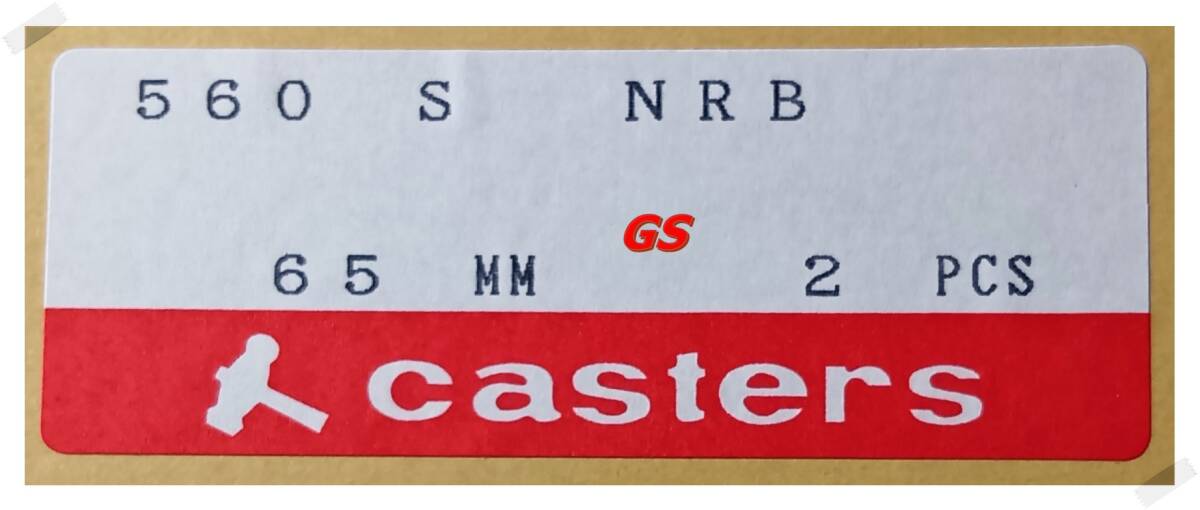 560 S NRB
GS
65 MM 2 PCS
casters